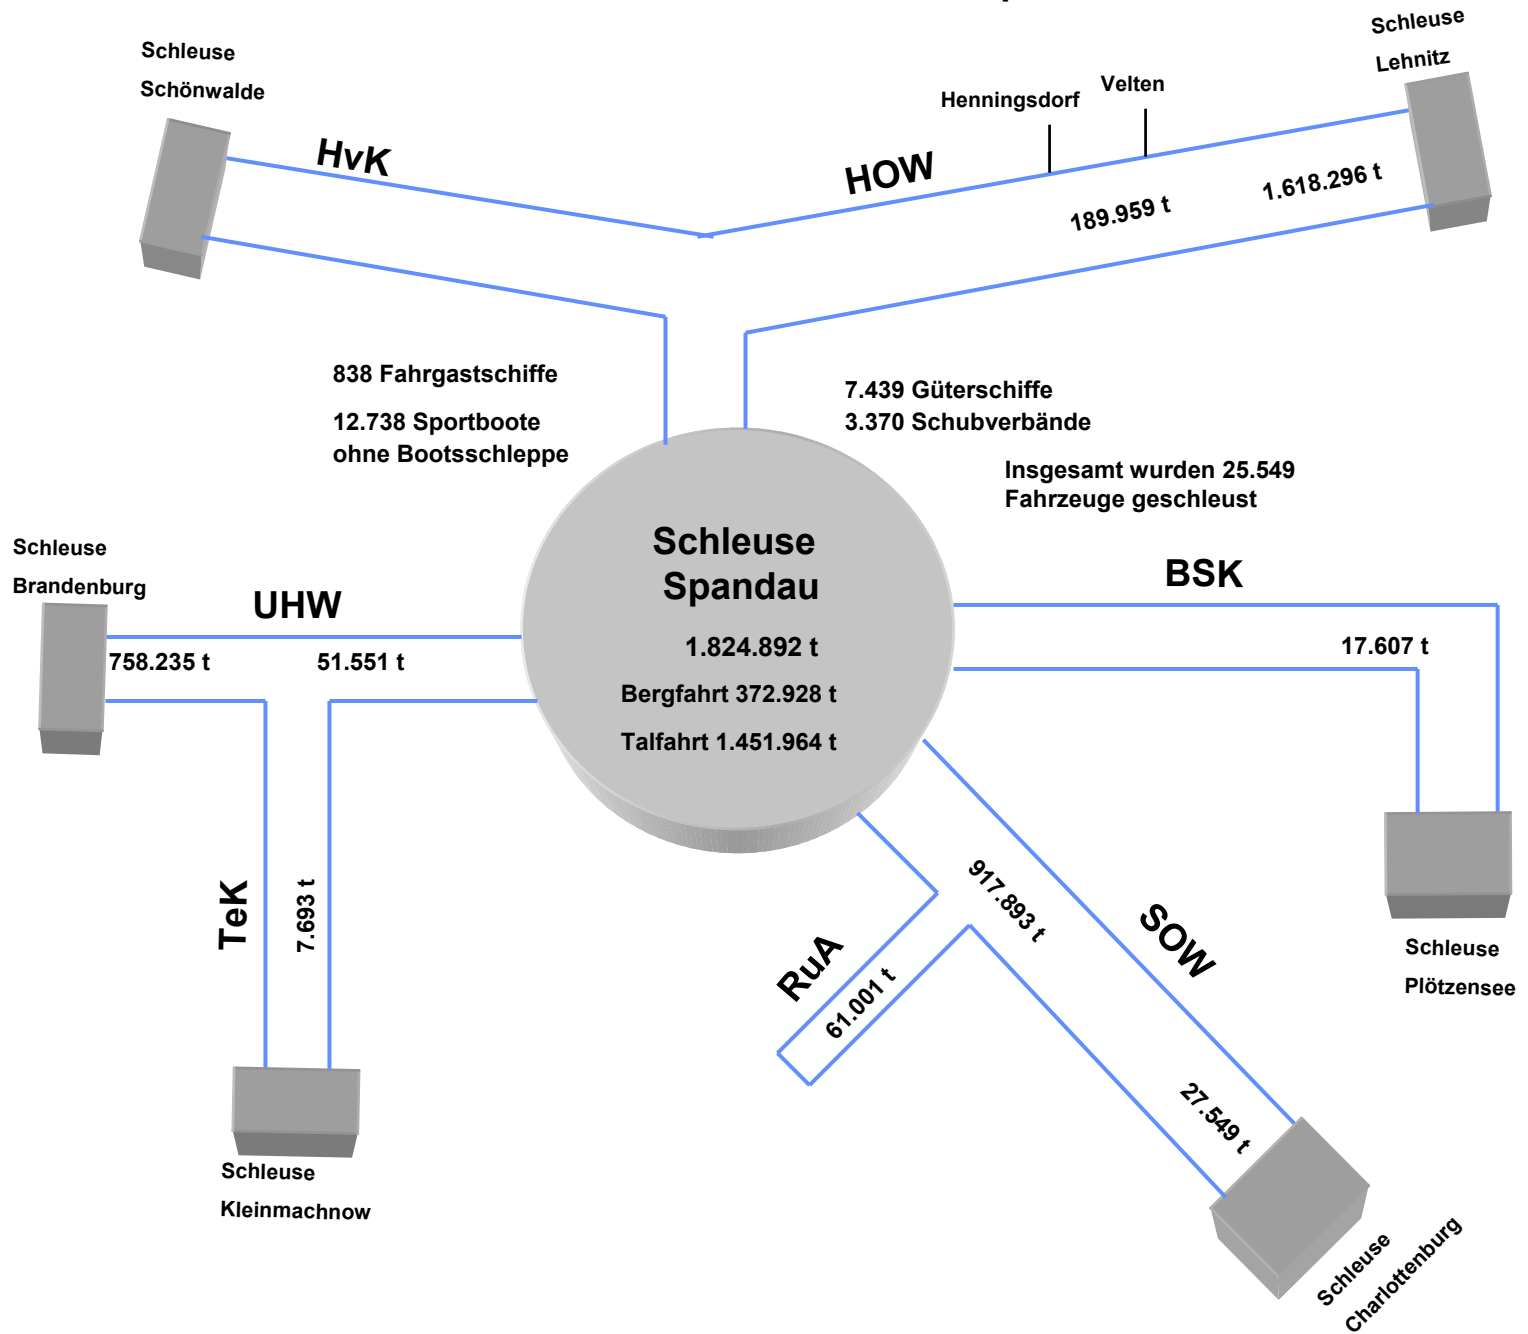 Schleuse
Schönwalde
HvK
HOW
Henningsdorf
Velten
Schleuse
Lehnitz
189.959 t
1.618.296 t
838 Fahrgastschiffe
12.738 Sportboote
ohne Bootsschleppe
7.439 Güterschiffe
3.370 Schubverbände
Insgesamt wurden 25.549
Fahrzeuge geschleust
Schleuse
Spandau
1.824.892 t
Bergfahrt 372.928 t
Talfahrt 1.451.964 t
Schleuse
Brandenburg
UHW
758.235 t
51.551 t
TeK
7.693 t
Schleuse
Kleinmachnow
BSK
17.607 t
Schleuse
Plötzensee
917.893 t
SOW
RuA
61.001 t
27.549 t
Schleuse
Charlottenburg